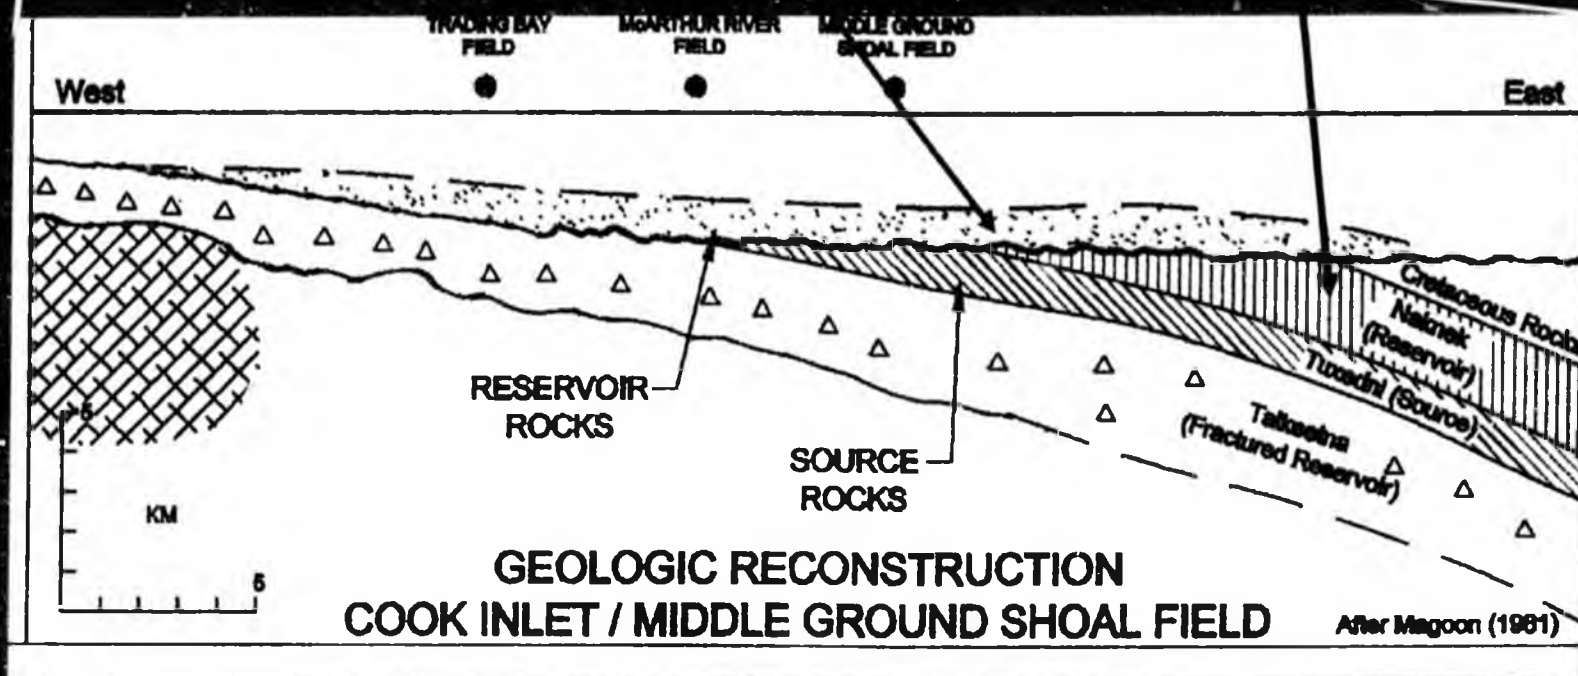 TRADING BAY
FIELD
McARTHUR RIVER
FIELD
MIDDLE GROUND
SHOAL FIELD
West
East
Cretaceous Rocks
Naknek
(Reservoir)
Tuxedni (Source)
Talkeetna
(Fractured Reservoir)
RESERVOIR
ROCKS
SOURCE
ROCKS
5
KM
5
GEOLOGIC RECONSTRUCTION
COOK INLET / MIDDLE GROUND SHOAL FIELD
After Magoon (1981)